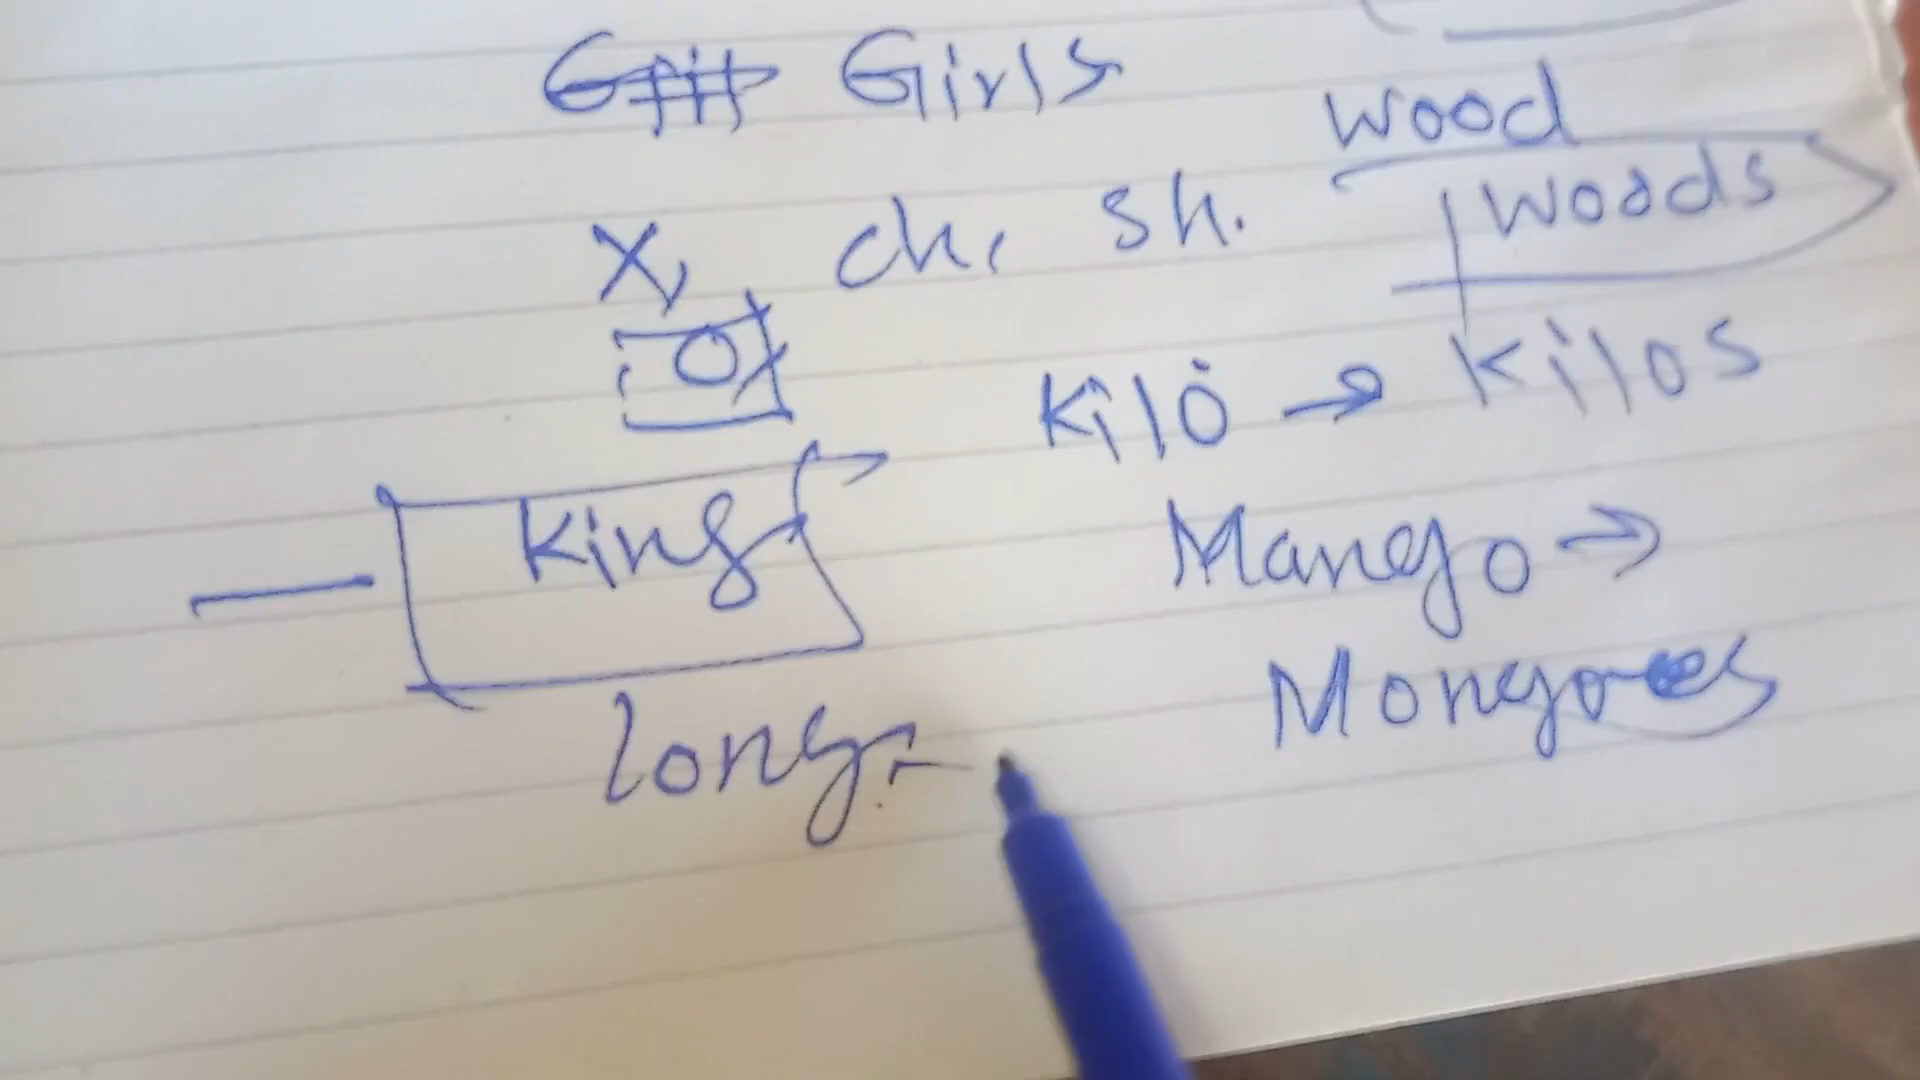 Girls
wood
woods
X, ch, sh.
O
Kilo → Kilos
King
Mango →
Mongoes
long